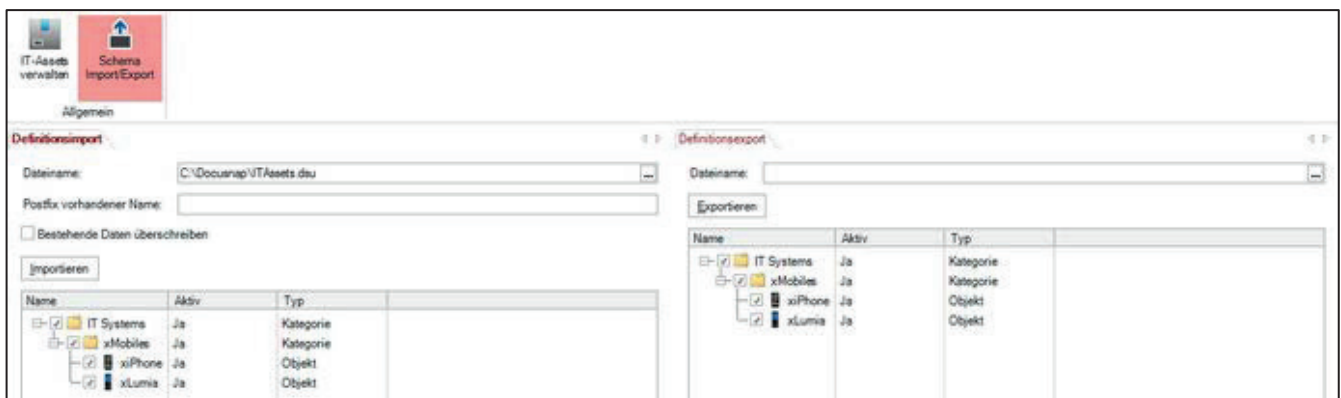 IT-Assets verwalten
Schema Import/Export
Allgemein
Definitionsimport
Dateiname: C:\Docusnap\ITAssets.dsu ...
Postfix vorhandener Name:
Bestehende Daten überschreiben
Importieren
Name Aktiv Typ
IT Systems Ja Kategorie
xMobiles Ja Kategorie
xiPhone Ja Objekt
xLumia Ja Objekt
Definitionsexport
Dateiname: ...
Exportieren
Name Aktiv Typ
IT Systems Ja Kategorie
xMobiles Ja Kategorie
xiPhone Ja Objekt
xLumia Ja Objekt